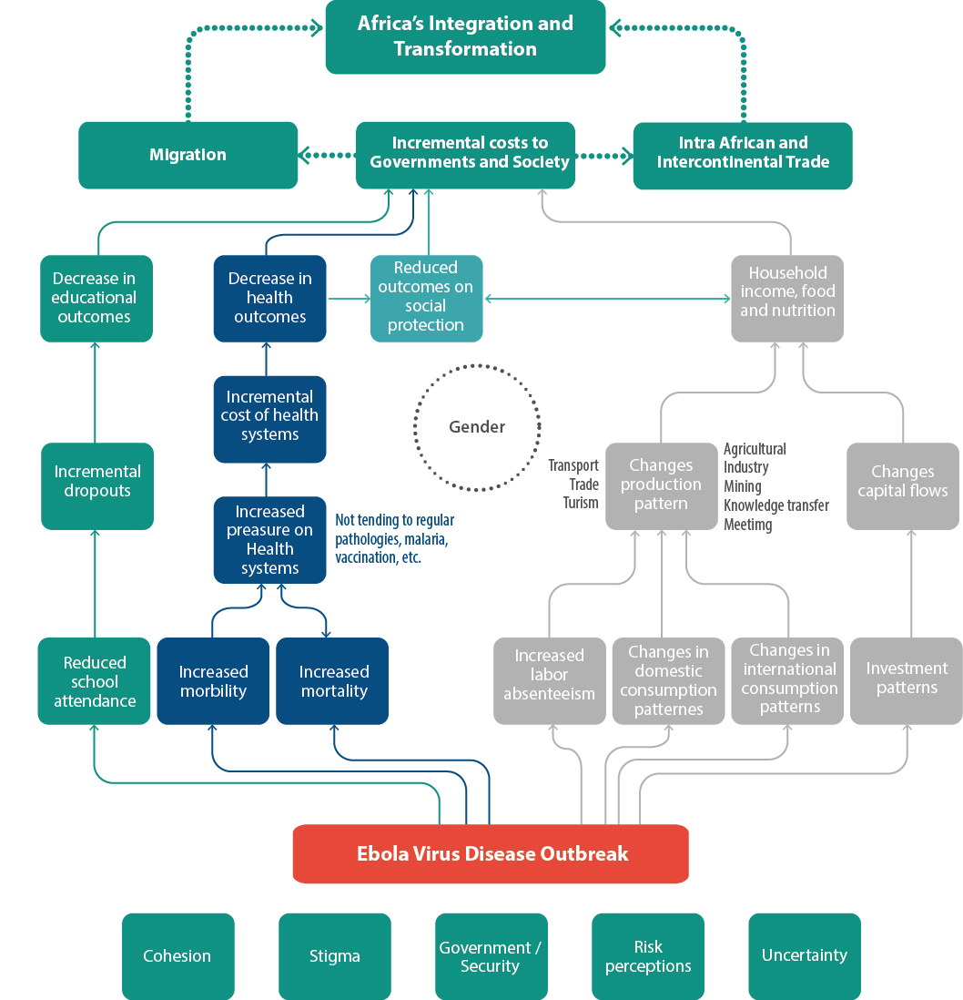 Africa's Integration and
Transformation
Migration
Incremental costs to
Governments and Society
Intra African and
Intercontinental Trade
Decrease in
educational
outcomes
Decrease in
health
outcomes
Reduced
outcomes on
social
protection
Household
income, food
and nutrition
Incremental
cost of health
systems
Gender
Incremental
dropouts
Transport
Trade
Turism
Changes
production
pattern
Agricultural
Industry
Mining
Knowledge transfer
Meetimg
Changes
capital flows
Increased
preasure on
Health
systems
Not tending to regular
pathologies, malaria,
vaccination, etc.
Reduced
school
attendance
Increased
morbility
Increased
mortality
Increased
labor
absenteeism
Changes in
domestic
consumption
patternes
Changes in
international
consumption
patterns
Investment
patterns
Ebola Virus Disease Outbreak
Cohesion
Stigma
Government /
Security
Risk
perceptions
Uncertainty